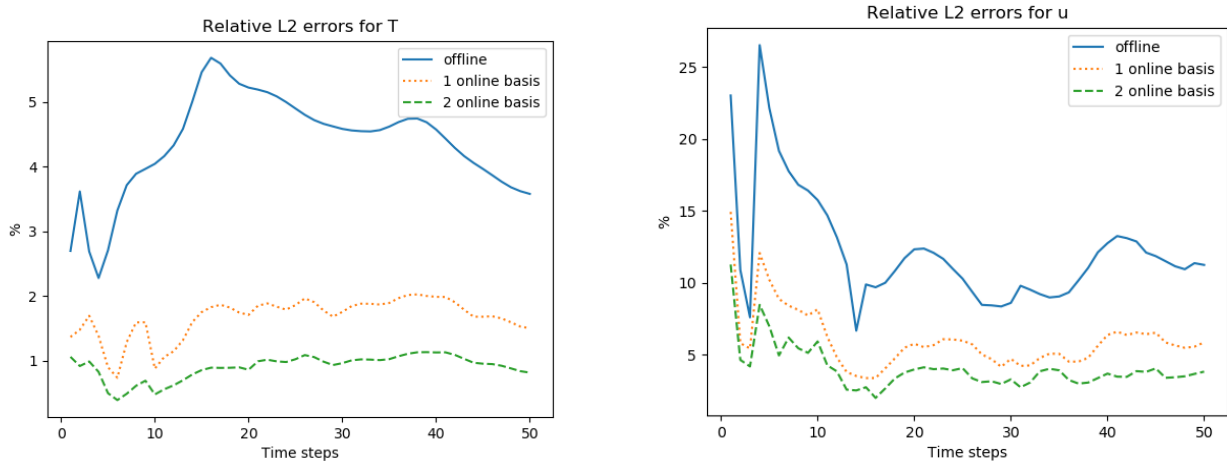 Relative L2 errors for T
offline
1 online basis
2 online basis
5
4
3
2
1
%
0
10
20
30
40
50
Time steps
Relative L2 errors for u
offline
1 online basis
2 online basis
25
20
15
10
5
%
0
10
20
30
40
50
Time steps